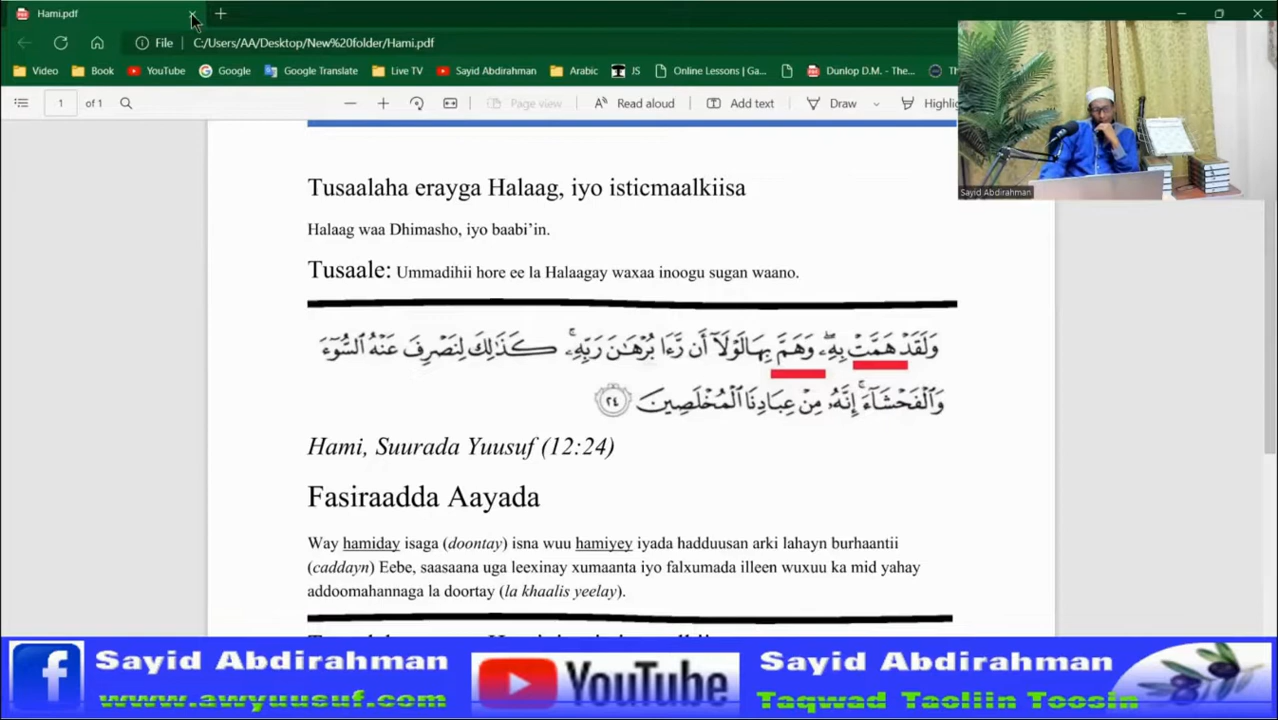 Hami.pdf
File C:/Users/AA/Desktop/New%20folder/Hami.pdf
Video Book YouTube Google Google Translate Live TV Sayid Abdirahman Arabic JS Online Lessons | Ga... Dunlop D.M. - The... Th
1 of 1 Page view Read aloud Add text Draw Highlig
Sayid Abdirahman
Tusaalaha erayga Halaag, iyo isticmaalkiisa
Halaag waa Dhimasho, iyo baabi’in.
Tusaale: Ummadihii hore ee la Halaagay waxaa inoogu sugan waano.
وَلَقَدْ هَمَّتْ بِهِۦۖ وَهَمَّ بِهَا لَوْلَآ أَن رَّءَا بُرْهَـٰنَ رَبِّهِۦۚ كَذَٰلِكَ لِنَصْرِفَ عَنْهُ ٱلسُّوٓءَ
وَٱلْفَحْشَآءَۚ إِنَّهُۥ مِنْ عِبَادِنَا ٱلْمُخْلَصِينَ ٢٤
Hami, Suurada Yuusuf (12:24)
Fasiraadda Aayada
Way hamiday isaga (doontay) isna wuu hamiyey iyada hadduusan arki lahayn burhaantii
(caddayn) Eebe, saasaana uga leexinay xumaanta iyo falxumada illeen wuxuu ka mid yahay
addoomahannaga la doortay (la khaalis yeelay).
Sayid Abdirahman
www.awyuusuf.com
YouTube
Sayid Abdirahman
Taqwad Taoliin Toosin